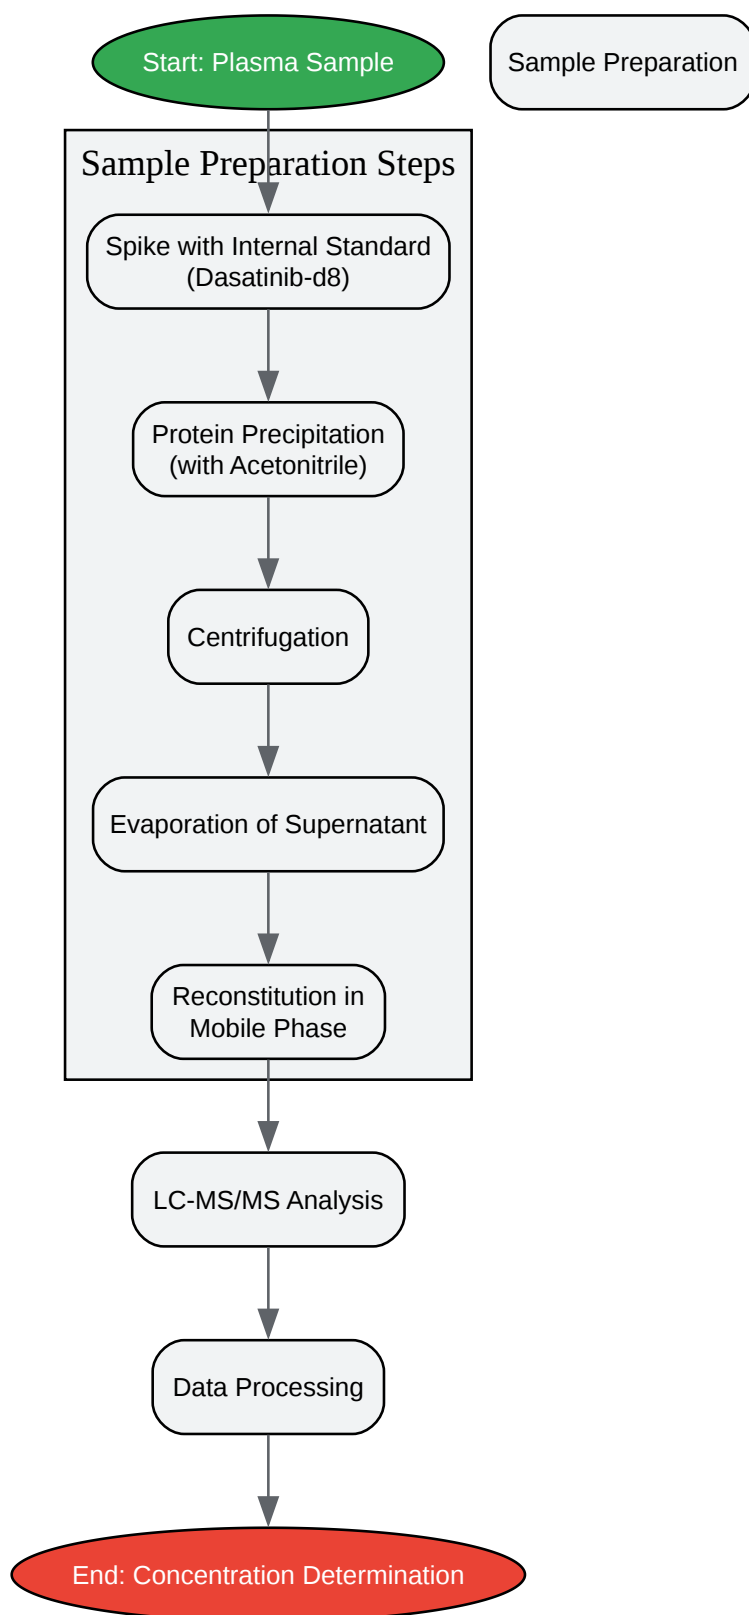 Start: Plasma Sample
Sample Preparation
Sample Preparation Steps
Spike with Internal Standard
(Dasatinib-d8)
Protein Precipitation
(with Acetonitrile)
Centrifugation
Evaporation of Supernatant
Reconstitution in
Mobile Phase
LC-MS/MS Analysis
Data Processing
End: Concentration Determination